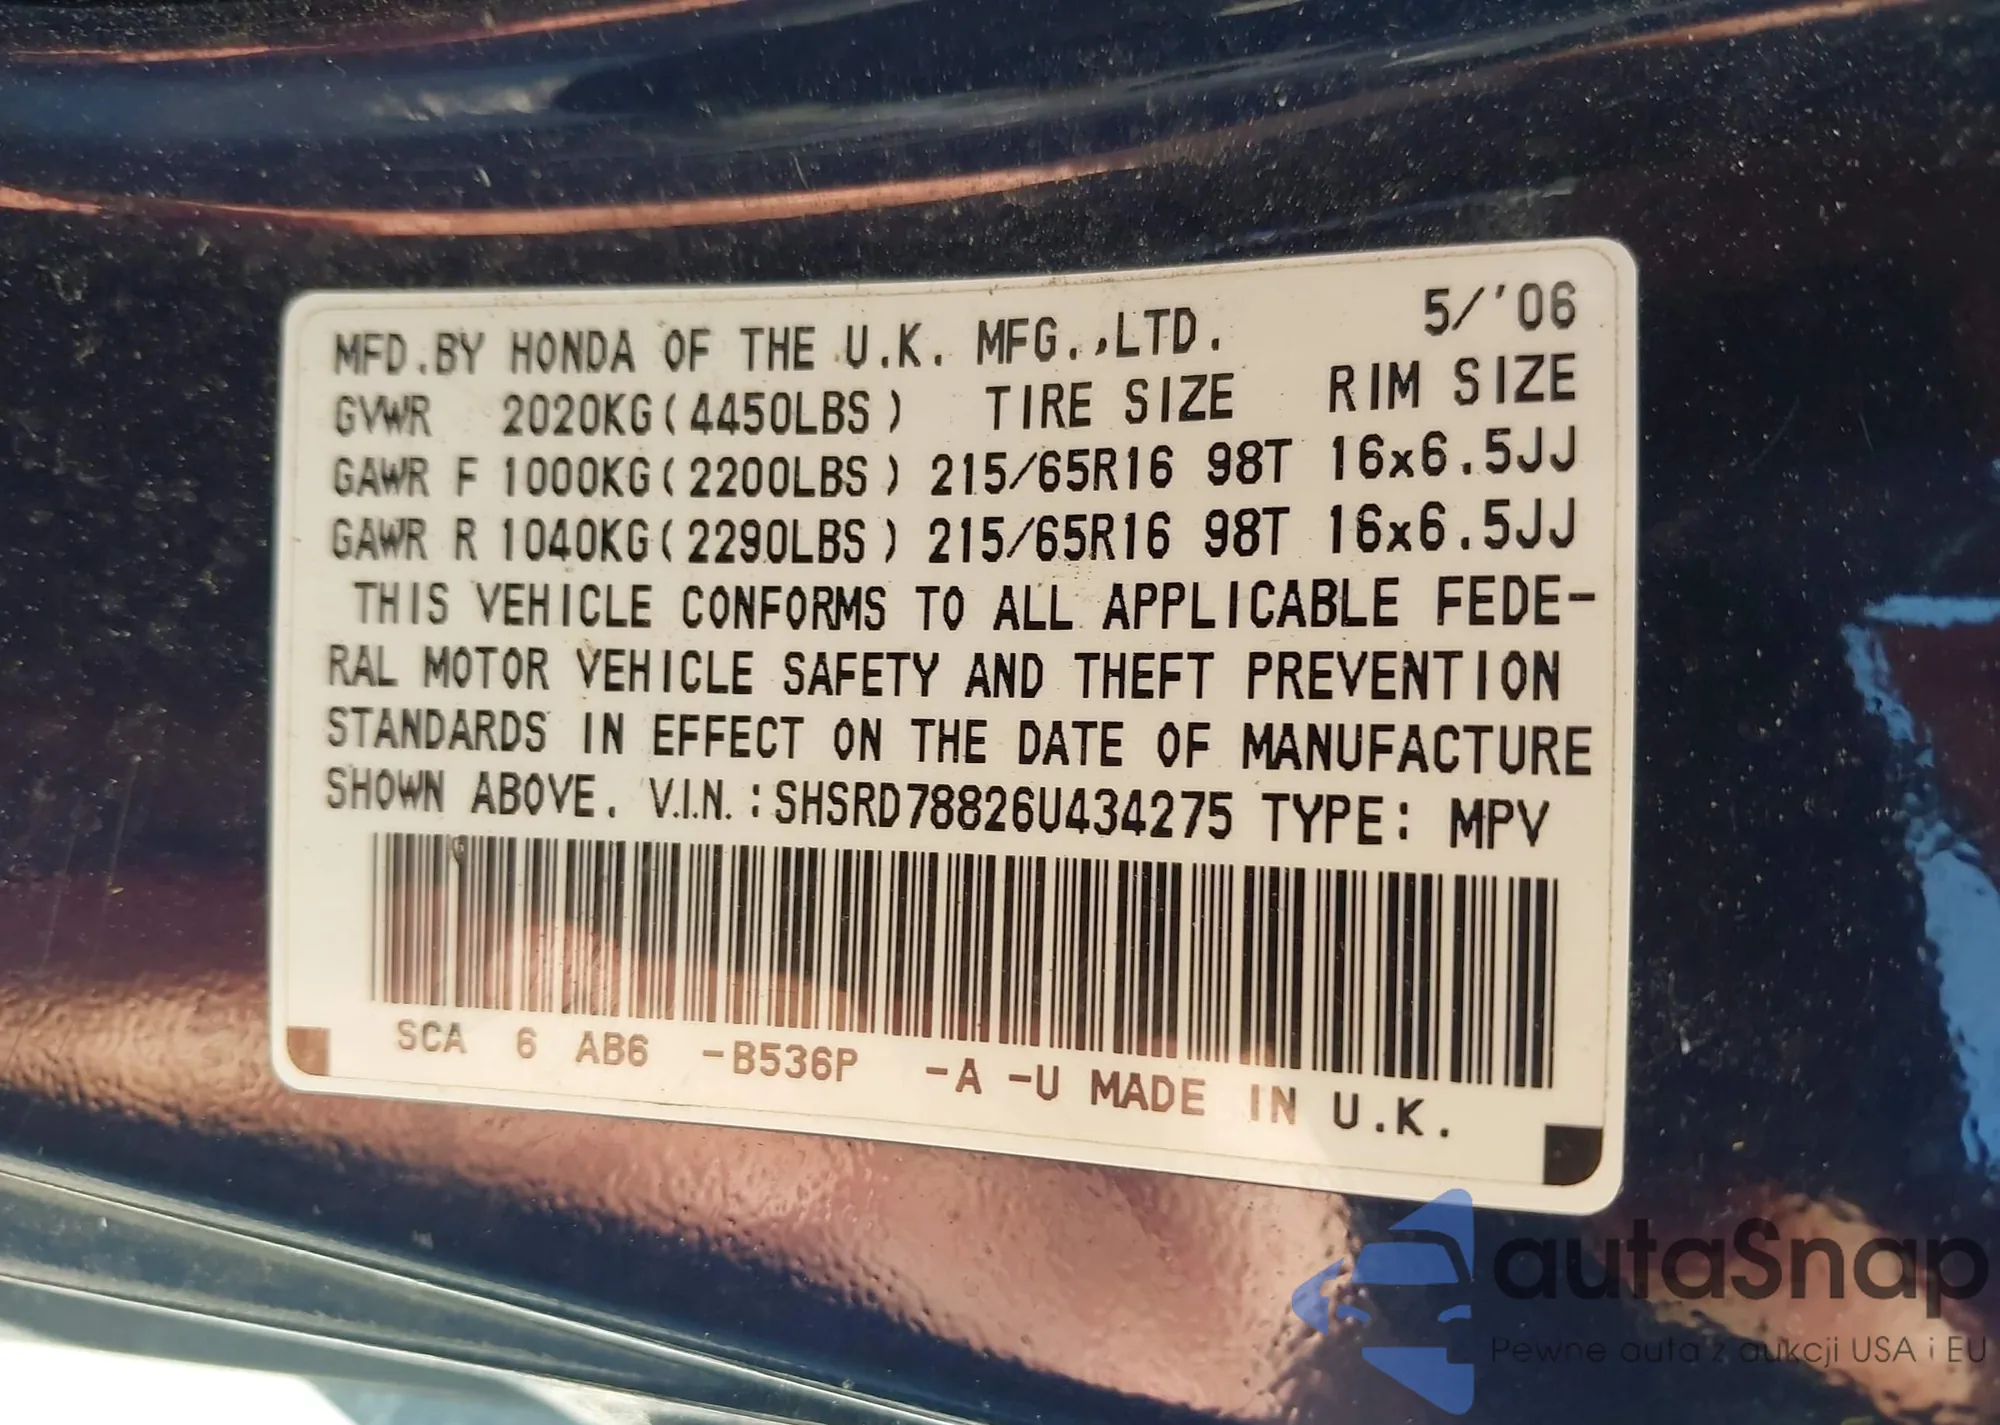 MFD.BY HONDA OF THE U.K. MFG.,LTD. 5/'06
GVWR 2020KG(4450LBS) TIRE SIZE RIM SIZE
GAWR F 1000KG(2200LBS) 215/65R16 98T 16x6.5JJ
GAWR R 1040KG(2290LBS) 215/65R16 98T 16x6.5JJ
THIS VEHICLE CONFORMS TO ALL APPLICABLE FEDE-
RAL MOTOR VEHICLE SAFETY AND THEFT PREVENTION
STANDARDS IN EFFECT ON THE DATE OF MANUFACTURE
SHOWN ABOVE. V.I.N.:SHSRD78826U434275 TYPE: MPV
SCA 6 AB6 -B536P -A -U MADE IN U.K.
autaSnap
Pewne auta z aukcji USA i EU